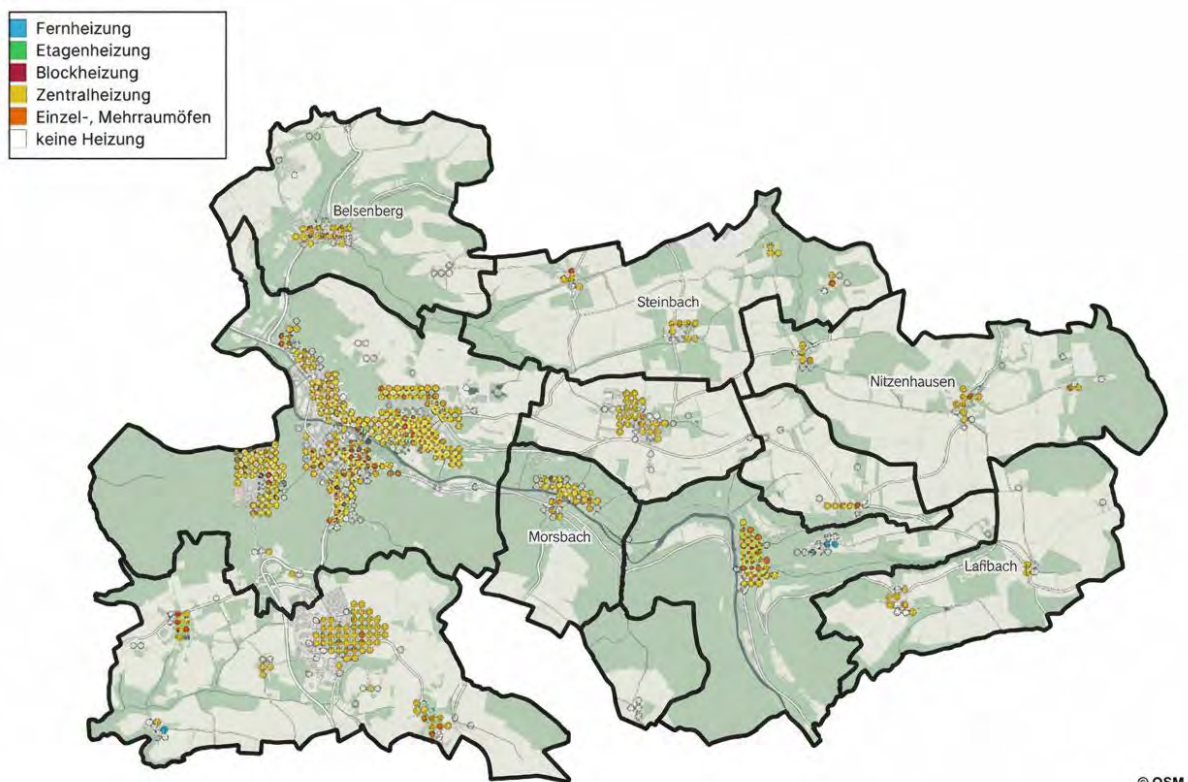 Fernheizung
Etagenheizung
Blockheizung
Zentralheizung
Einzel-, Mehrraumöfen
keine Heizung
Belsenberg
Steinbach
Nitzenhausen
Morsbach
Laßbach
© OSM